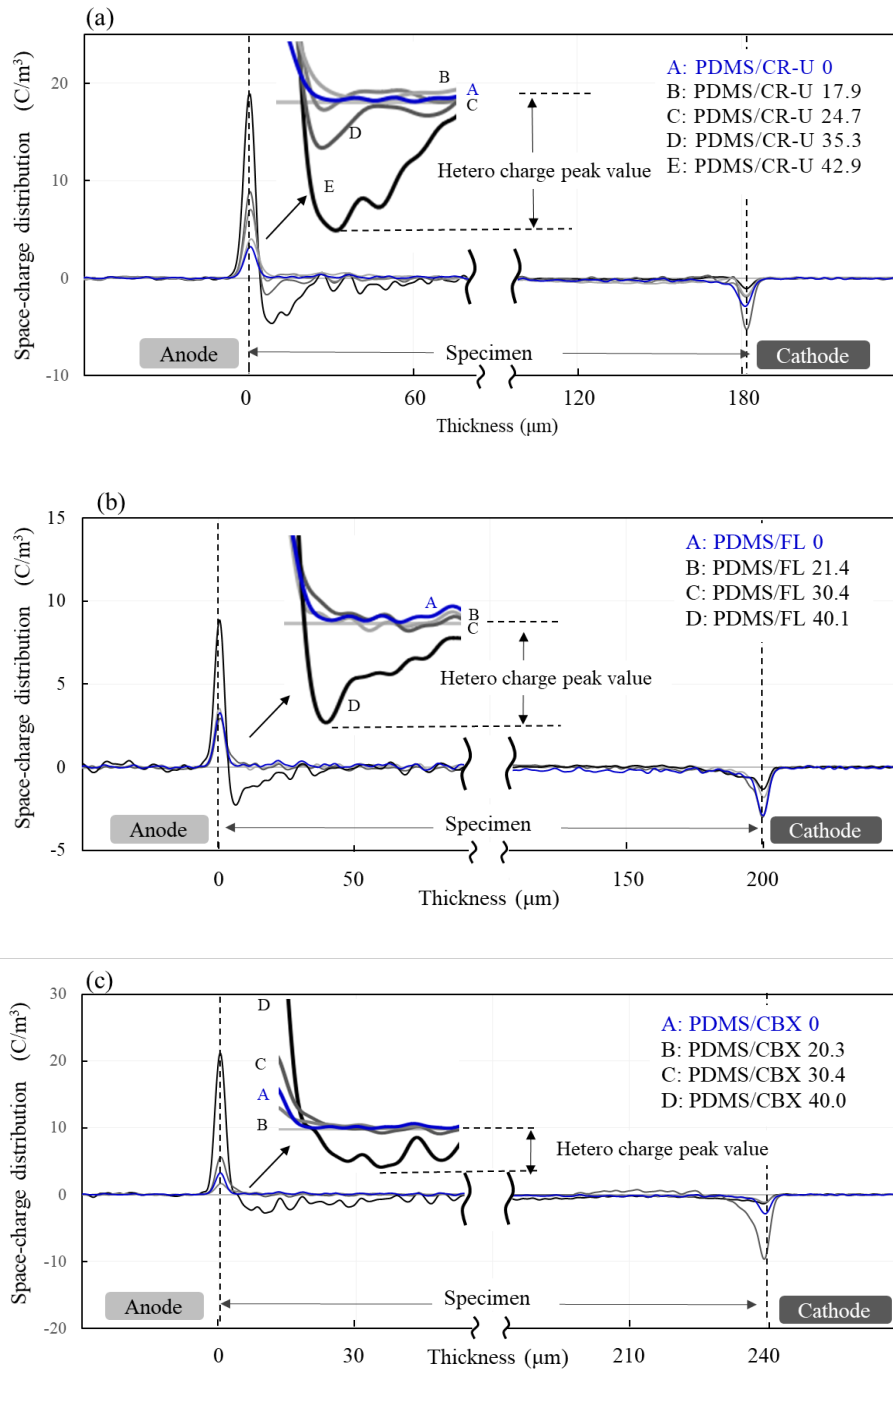 (a)
Space-charge distribution (C/m³)
20
10
0
-10
B
A
C
D
E
Hetero charge peak value
A: PDMS/CR-U 0
B: PDMS/CR-U 17.9
C: PDMS/CR-U 24.7
D: PDMS/CR-U 35.3
E: PDMS/CR-U 42.9
Anode
Specimen
Cathode
0 60 120 180
Thickness (μm)
(b)
Space-charge distribution (C/m³)
15
10
5
0
-5
A
B
C
D
Hetero charge peak value
A: PDMS/FL 0
B: PDMS/FL 21.4
C: PDMS/FL 30.4
D: PDMS/FL 40.1
Anode
Specimen
Cathode
0 50 150 200
Thickness (μm)
(c)
Space-charge distribution (C/m³)
30
20
10
0
-10
-20
D
C
A
B
Hetero charge peak value
A: PDMS/CBX 0
B: PDMS/CBX 20.3
C: PDMS/CBX 30.4
D: PDMS/CBX 40.0
Anode
Specimen
Cathode
0 30 210 240
Thickness (μm)